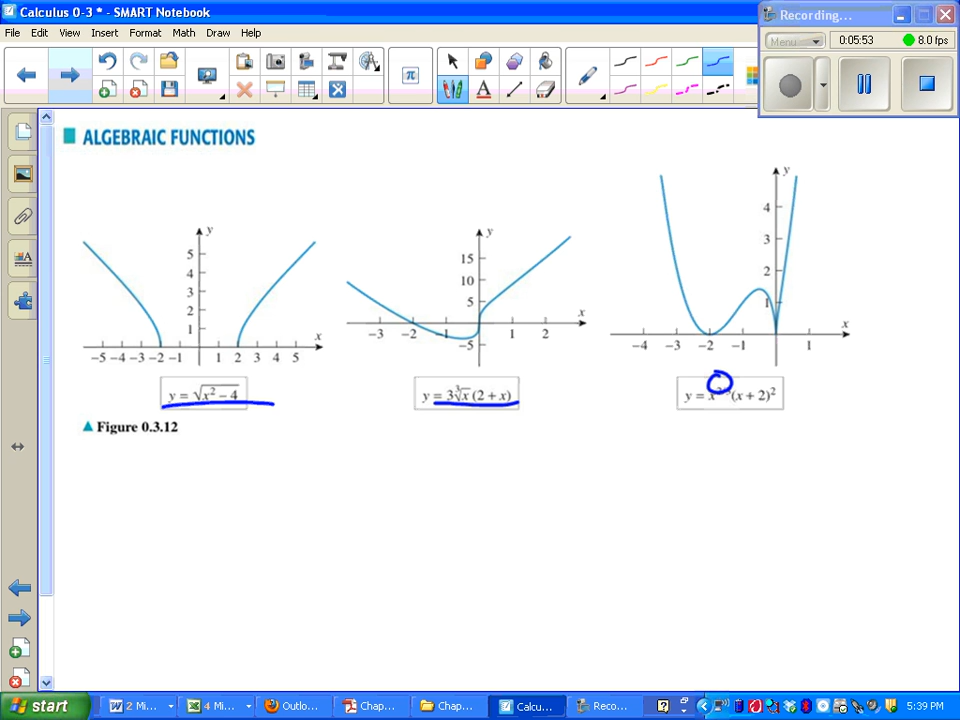 Calculus 0-3 * - SMART Notebook
Recording...
File Edit View Insert Format Math Draw Help
Menu
0:05:53
8.0 fps
π
A
ALGEBRAIC FUNCTIONS
y
5
4
3
2
1
x
-5 -4 -3 -2 -1 1 2 3 4 5
y = √x² - 4
y
15
10
5
x
-3 -2 -1 1 2
-5
y = 3∛x (2 + x)
y
4
3
2
1
x
-4 -3 -2 -1 1
(x + 2)²
Figure 0.3.12
start
2 Mi...
4 Mi...
Outlo...
Chap...
Chap...
Calcu...
Reco...
5:39 PM